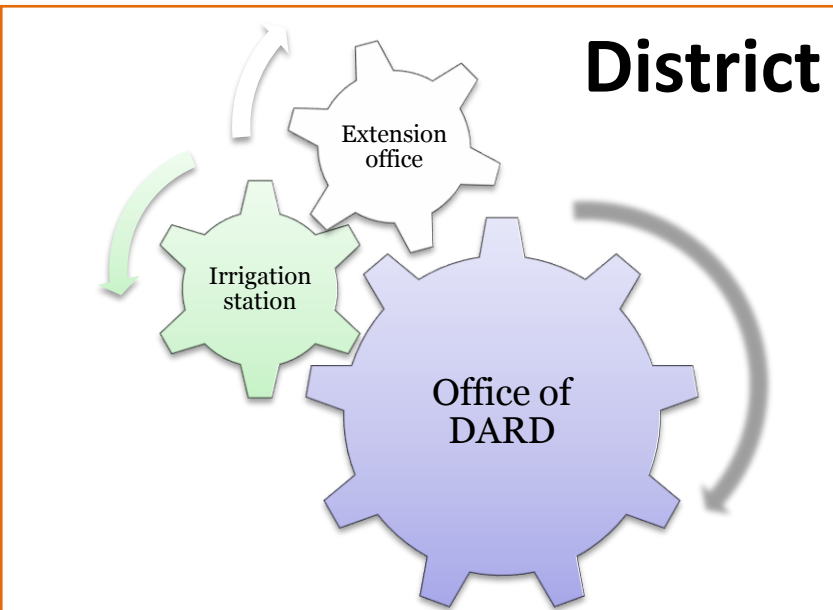 District
Extension
office
Irrigation
station
Office of
DARD